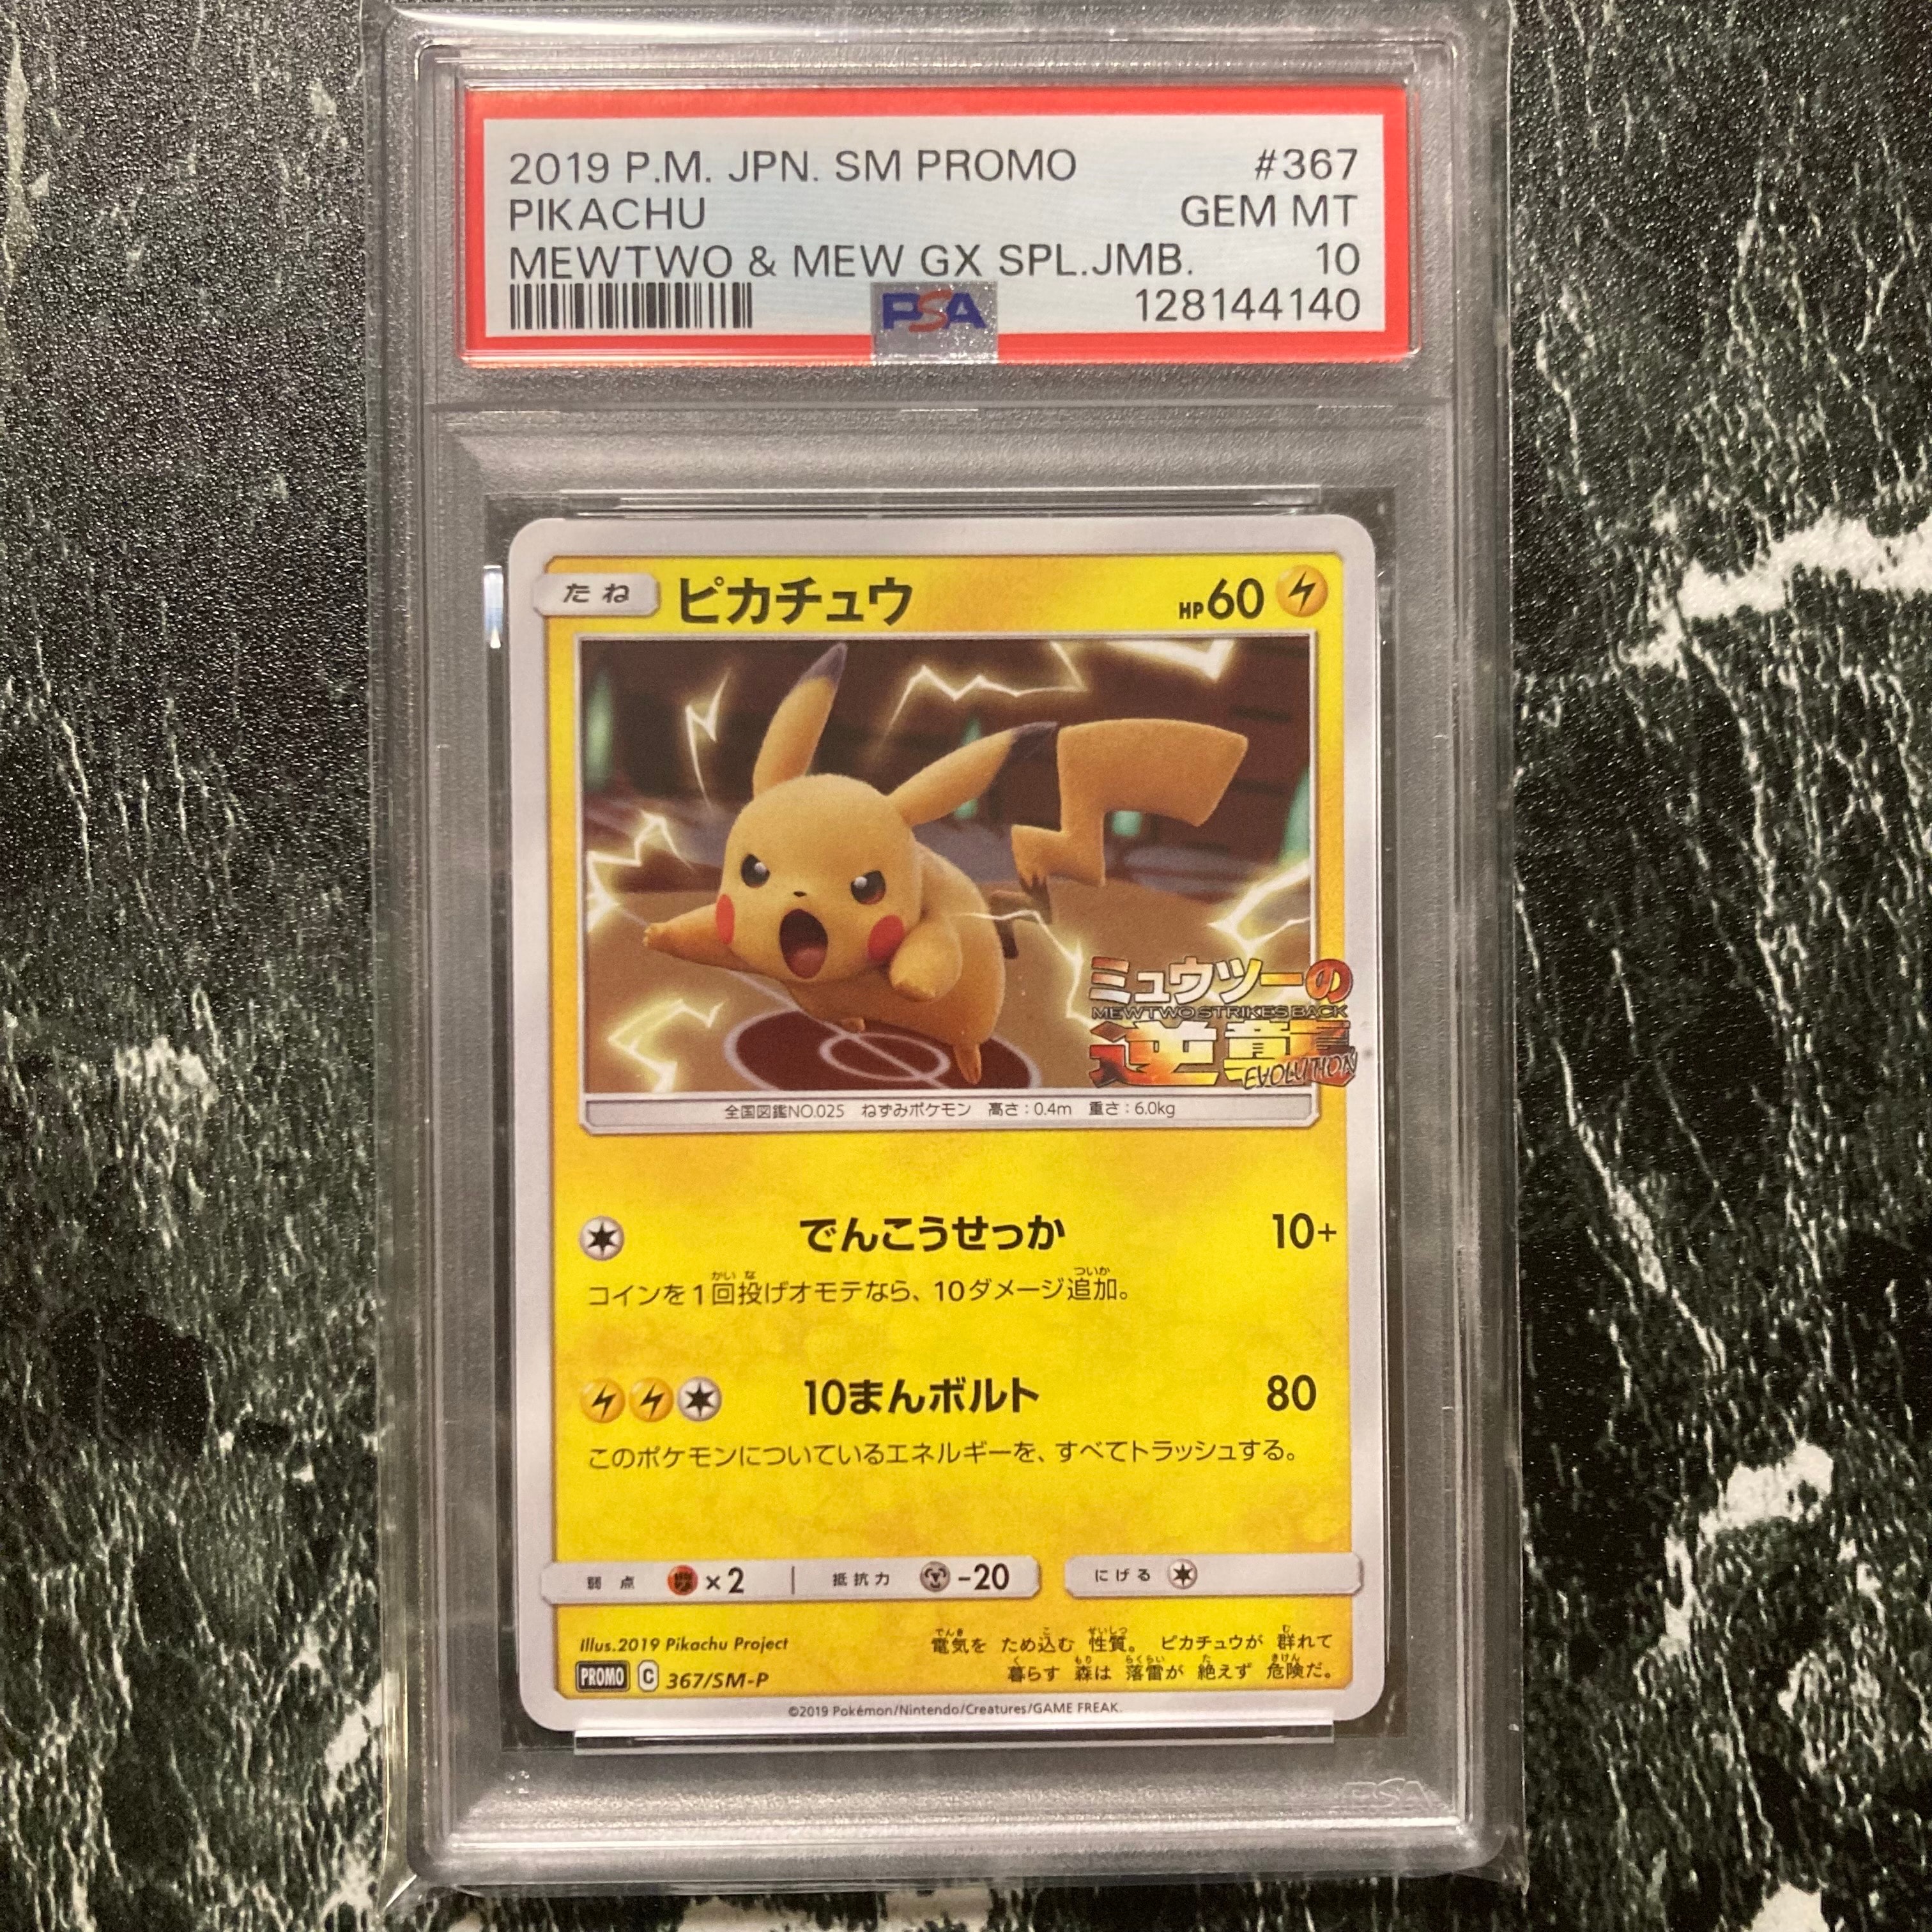 2019 P.M. JPN. SM PROMO #367
PIKACHU GEM MT
MEWTWO & MEW GX SPL.JMB. 10
PSA 128144140
たね ピカチュウ HP60
ミュウツーの
MEWTWO STRIKES BACK
逆襲
EVOLUTION
全国図鑑NO.025 ねずみポケモン 高さ:0.4m 重さ:6.0kg
でんこうせっか 10+
コインを1回投げオモテなら、10ダメージ追加。
10まんボルト 80
このポケモンについているエネルギーを、すべてトラッシュする。
弱点 ×2 抵抗力 -20 にげる
Illus.2019 Pikachu Project
電気を ため込む 性質。 ピカチュウが 群れて
暮らす 森は 落雷が 絶えず 危険だ。
PROMO C 367/SM-P
©2019 Pokémon/Nintendo/Creatures/GAME FREAK.
PSA